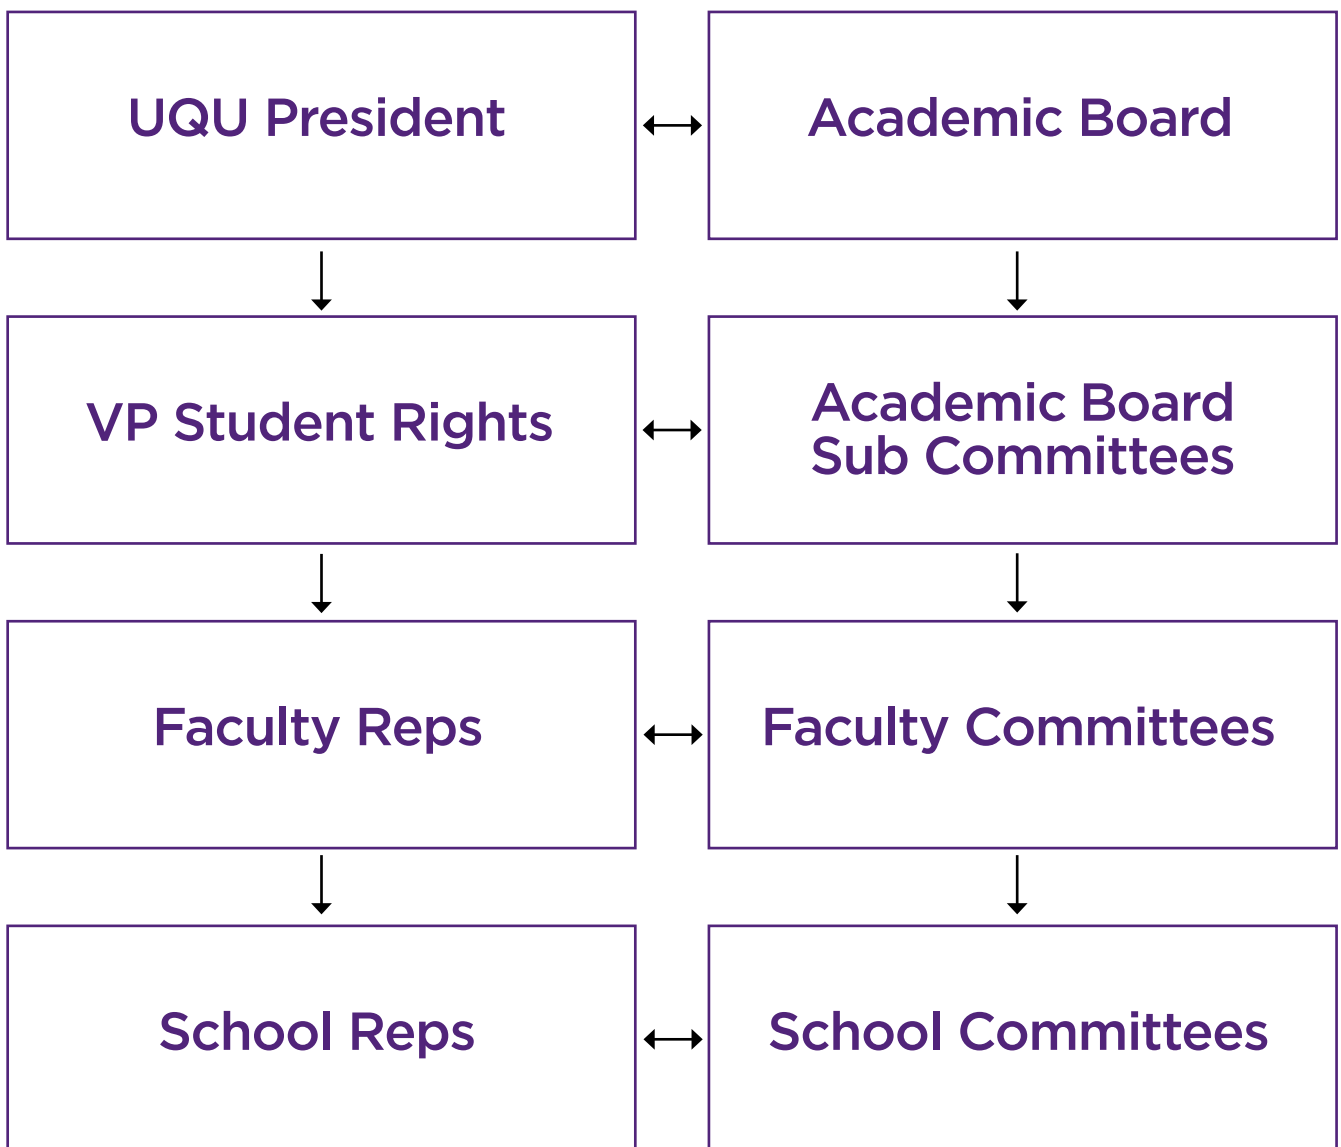 UQU President
Academic Board
VP Student Rights
Academic Board
Sub Committees
Faculty Reps
Faculty Committees
School Reps
School Committees